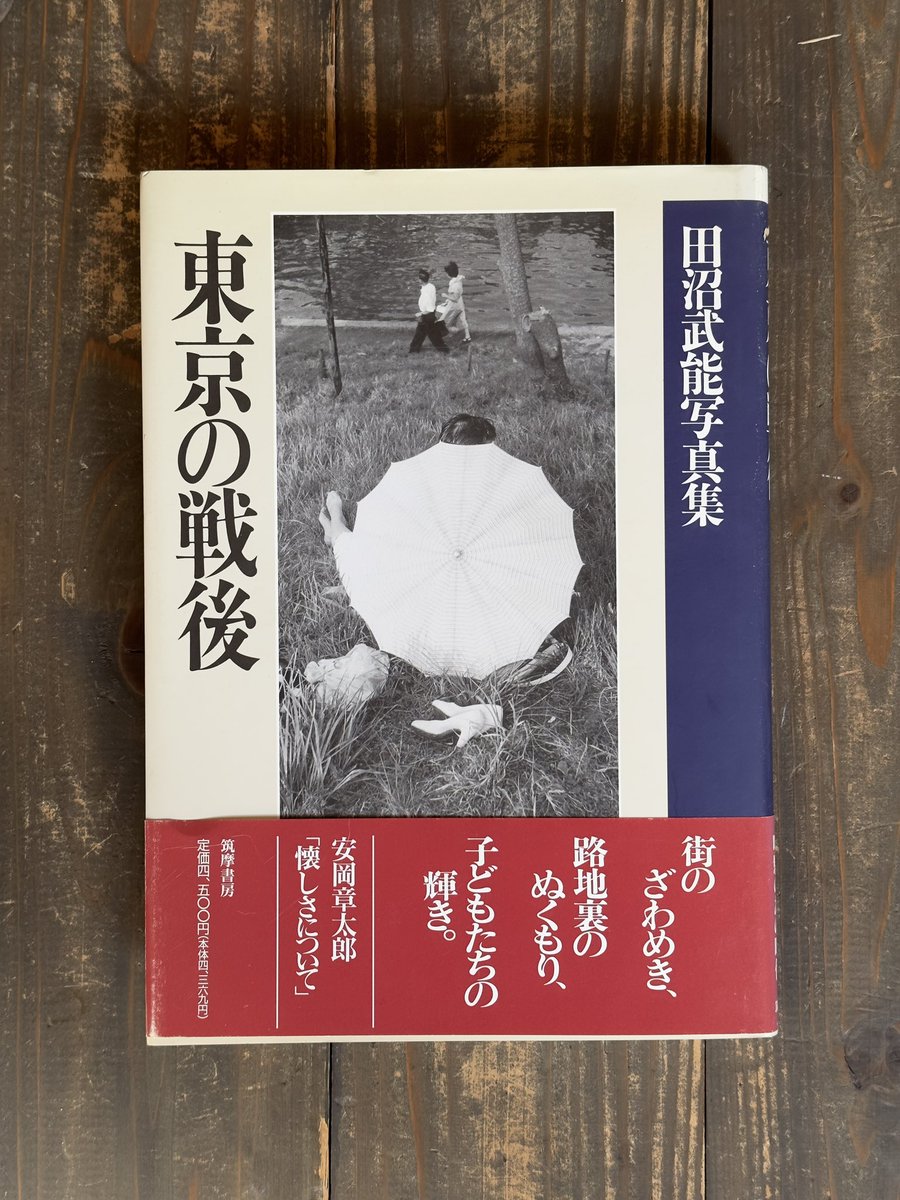 田沼武能写真集
東京の戦後
街の
ざわめき、
路地裏の
ぬくもり、
子どもたちの
輝き。
安岡章太郎
「懐しさについて」
筑摩書房
定価四、五〇〇円(本体四、三六九円)